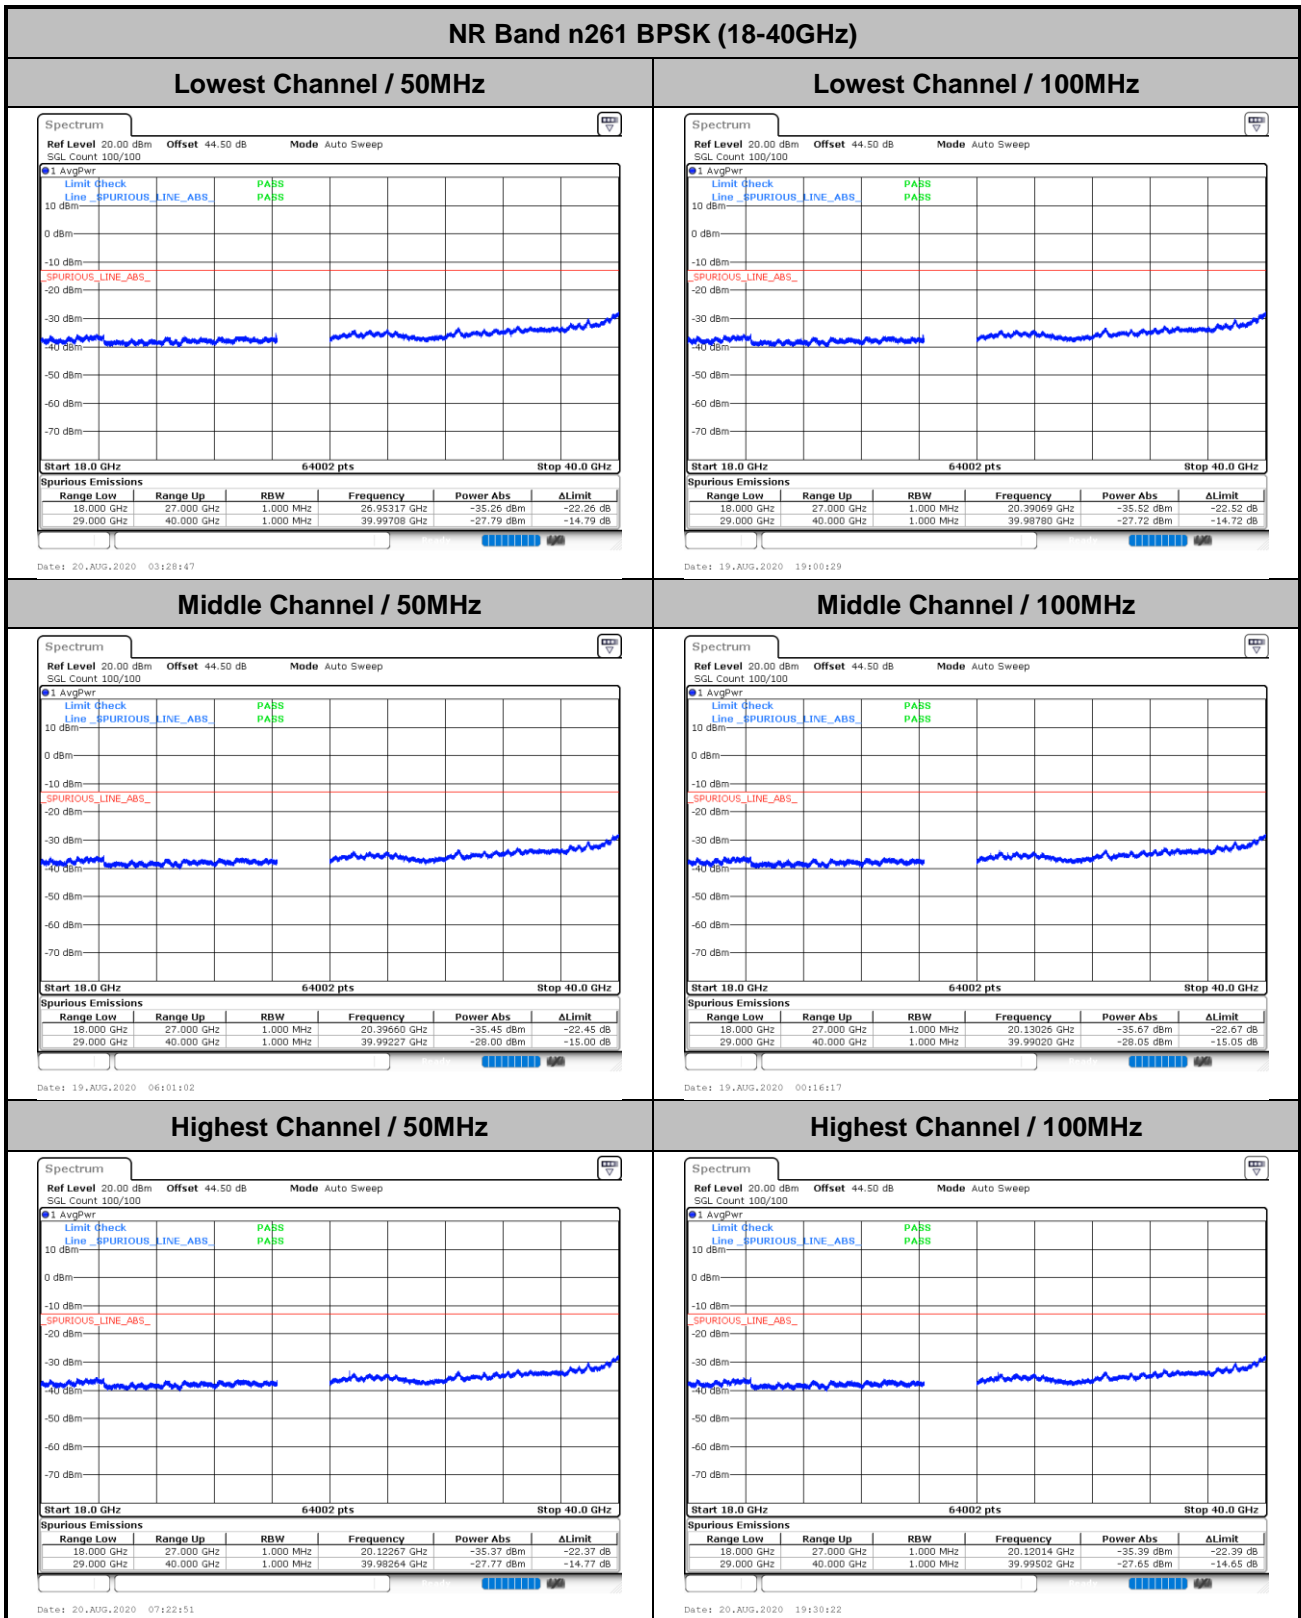 NR Band n261 BPSK (18-40GHz)
Lowest Channel / 50MHz
Lowest Channel / 100MHz
Spectrum
Ref Level 20.00 dBm Offset 44.50 dB Mode Auto Sweep
SGL Count 100/100
1 AvgPwr
Limit Check PASS
Line _SPURIOUS_LINE_ABS_ PASS
10 dBm
0 dBm
-10 dBm
_SPURIOUS_LINE_ABS_
-20 dBm
-30 dBm
-40 dBm
-50 dBm
-60 dBm
-70 dBm
Start 18.0 GHz 64002 pts Stop 40.0 GHz
Spurious Emissions
Range Low Range Up RBW Frequency Power Abs ΔLimit
18.000 GHz 27.000 GHz 1.000 MHz 26.95317 GHz -35.26 dBm -22.26 dB
29.000 GHz 40.000 GHz 1.000 MHz 39.99708 GHz -27.79 dBm -14.79 dB
Date: 20.AUG.2020 03:28:47
Spectrum
Ref Level 20.00 dBm Offset 44.50 dB Mode Auto Sweep
SGL Count 100/100
1 AvgPwr
Limit Check PASS
Line _SPURIOUS_LINE_ABS_ PASS
10 dBm
0 dBm
-10 dBm
_SPURIOUS_LINE_ABS_
-20 dBm
-30 dBm
-40 dBm
-50 dBm
-60 dBm
-70 dBm
Start 18.0 GHz 64002 pts Stop 40.0 GHz
Spurious Emissions
Range Low Range Up RBW Frequency Power Abs ΔLimit
18.000 GHz 27.000 GHz 1.000 MHz 20.39069 GHz -35.52 dBm -22.52 dB
29.000 GHz 40.000 GHz 1.000 MHz 39.98780 GHz -27.72 dBm -14.72 dB
Date: 19.AUG.2020 19:00:29
Middle Channel / 50MHz
Middle Channel / 100MHz
Spectrum
Ref Level 20.00 dBm Offset 44.50 dB Mode Auto Sweep
SGL Count 100/100
1 AvgPwr
Limit Check PASS
Line _SPURIOUS_LINE_ABS_ PASS
10 dBm
0 dBm
-10 dBm
_SPURIOUS_LINE_ABS_
-20 dBm
-30 dBm
-40 dBm
-50 dBm
-60 dBm
-70 dBm
Start 18.0 GHz 64002 pts Stop 40.0 GHz
Spurious Emissions
Range Low Range Up RBW Frequency Power Abs ΔLimit
18.000 GHz 27.000 GHz 1.000 MHz 20.39660 GHz -35.45 dBm -22.45 dB
29.000 GHz 40.000 GHz 1.000 MHz 39.99227 GHz -28.00 dBm -15.00 dB
Date: 19.AUG.2020 06:01:02
Spectrum
Ref Level 20.00 dBm Offset 44.50 dB Mode Auto Sweep
SGL Count 100/100
1 AvgPwr
Limit Check PASS
Line _SPURIOUS_LINE_ABS_ PASS
10 dBm
0 dBm
-10 dBm
_SPURIOUS_LINE_ABS_
-20 dBm
-30 dBm
-40 dBm
-50 dBm
-60 dBm
-70 dBm
Start 18.0 GHz 64002 pts Stop 40.0 GHz
Spurious Emissions
Range Low Range Up RBW Frequency Power Abs ΔLimit
18.000 GHz 27.000 GHz 1.000 MHz 20.13026 GHz -35.67 dBm -22.67 dB
29.000 GHz 40.000 GHz 1.000 MHz 39.99020 GHz -28.05 dBm -15.05 dB
Date: 19.AUG.2020 00:16:17
Highest Channel / 50MHz
Highest Channel / 100MHz
Spectrum
Ref Level 20.00 dBm Offset 44.50 dB Mode Auto Sweep
SGL Count 100/100
1 AvgPwr
Limit Check PASS
Line _SPURIOUS_LINE_ABS_ PASS
10 dBm
0 dBm
-10 dBm
_SPURIOUS_LINE_ABS_
-20 dBm
-30 dBm
-40 dBm
-50 dBm
-60 dBm
-70 dBm
Start 18.0 GHz 64002 pts Stop 40.0 GHz
Spurious Emissions
Range Low Range Up RBW Frequency Power Abs ΔLimit
18.000 GHz 27.000 GHz 1.000 MHz 20.12267 GHz -35.37 dBm -22.37 dB
29.000 GHz 40.000 GHz 1.000 MHz 39.98264 GHz -27.77 dBm -14.77 dB
Date: 20.AUG.2020 07:22:51
Spectrum
Ref Level 20.00 dBm Offset 44.50 dB Mode Auto Sweep
SGL Count 100/100
1 AvgPwr
Limit Check PASS
Line _SPURIOUS_LINE_ABS_ PASS
10 dBm
0 dBm
-10 dBm
_SPURIOUS_LINE_ABS_
-20 dBm
-30 dBm
-40 dBm
-50 dBm
-60 dBm
-70 dBm
Start 18.0 GHz 64002 pts Stop 40.0 GHz
Spurious Emissions
Range Low Range Up RBW Frequency Power Abs ΔLimit
18.000 GHz 27.000 GHz 1.000 MHz 20.12014 GHz -35.39 dBm -22.39 dB
29.000 GHz 40.000 GHz 1.000 MHz 39.99502 GHz -27.65 dBm -14.65 dB
Date: 20.AUG.2020 19:30:22